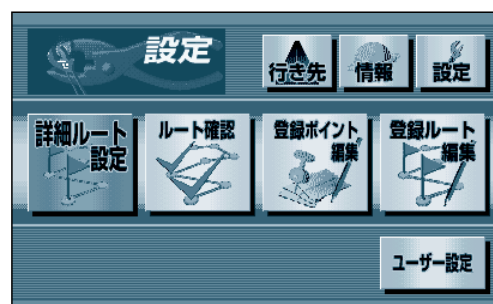 設定
行き先
情報
設定
詳細ルート
設定
ルート確認
登録ポイント
編集
登録ルート
編集
ユーザー設定